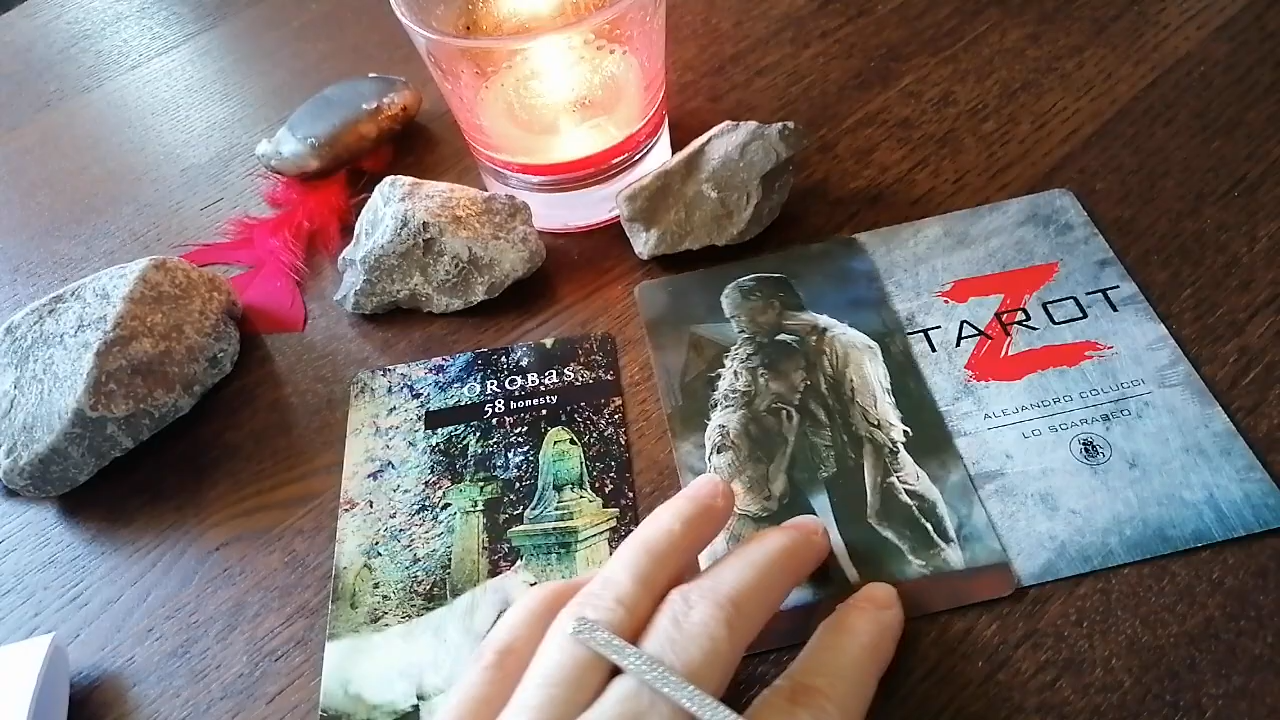 OROBas
58 honesty
TAROT
Z
ALEJANDRO COLUCCI
LO SCARABEO